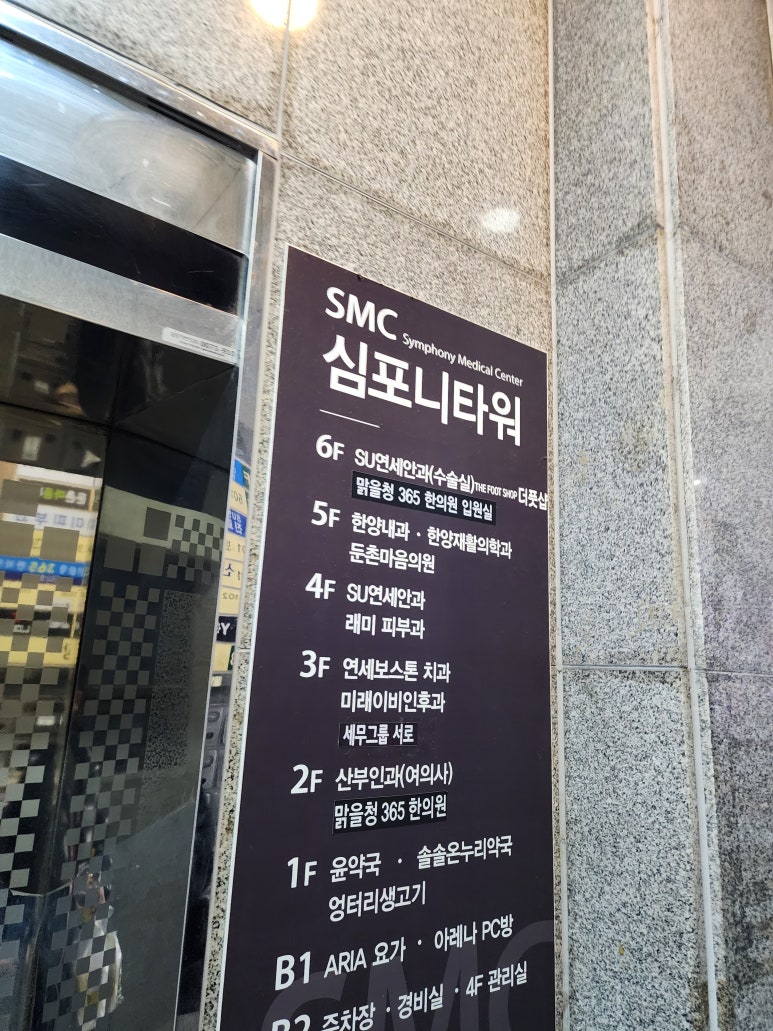 SMC Symphony Medical Center
심포니타워
6F SU연세안과(수술실) THE FOOT SHOP 더풋샵
맑을청 365 한의원 입원실
5F 한양내과 · 한양재활의학과
둔촌마음의원
4F SU연세안과
래미 피부과
3F 연세보스톤 치과
미래이비인후과
세무그룹 서로
2F 산부인과(여의사)
맑을청 365 한의원
1F 윤약국 · 솔솔온누리약국
엉터리생고기
B1 ARIA 요가 · 아레나 PC방
B2 주차장 · 경비실 · 4F 관리실
SMC